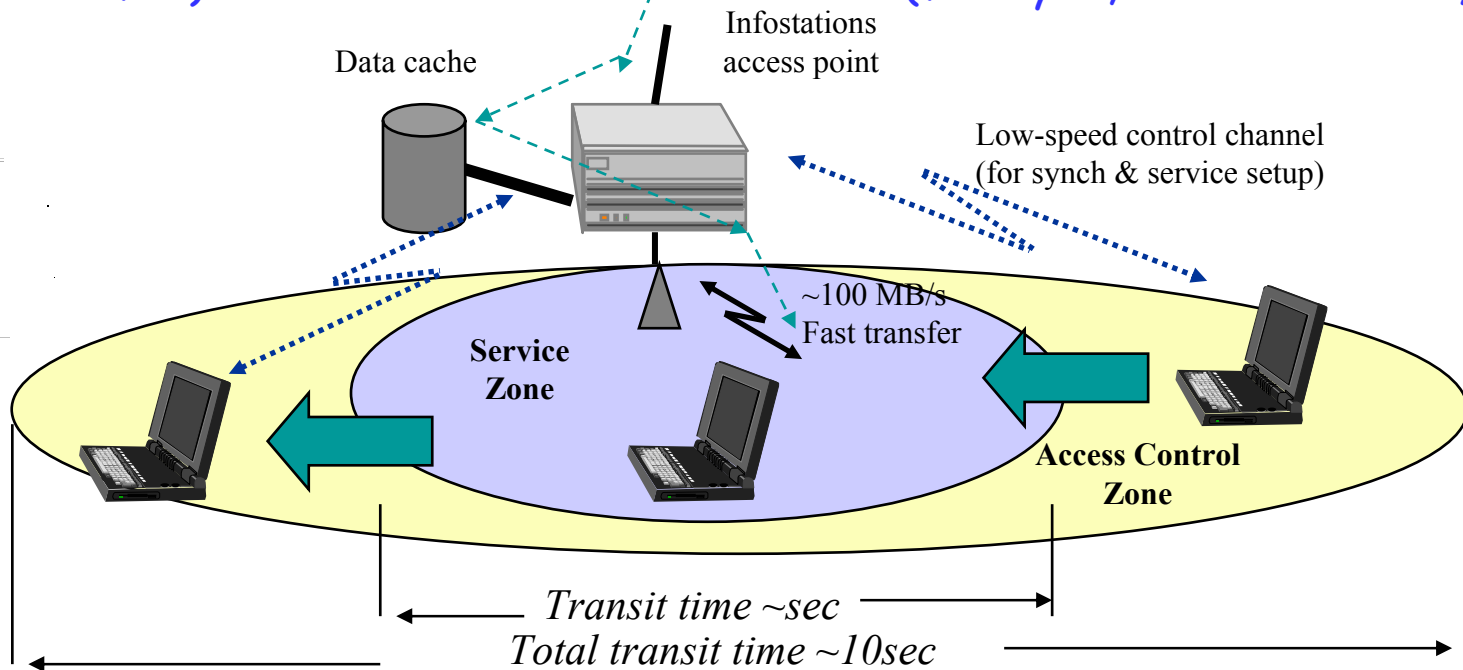 Infostations
access point
Data cache
Low-speed control channel
(for synch & service setup)
~100 MB/s
Fast transfer
Service
Zone
Access Control
Zone
Transit time ~sec
Total transit time ~10sec